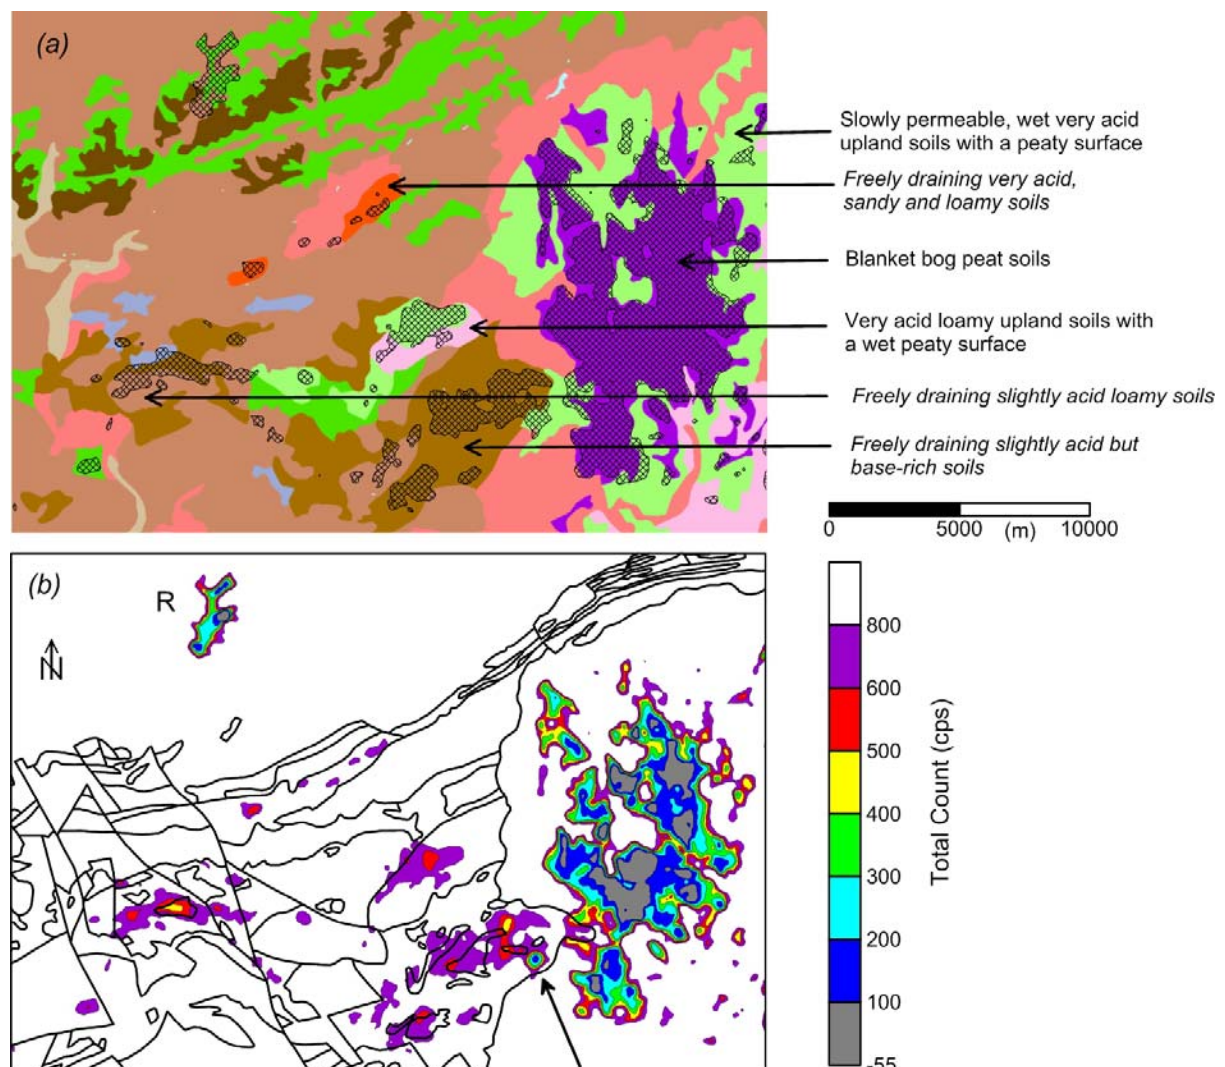 (a)
Slowly permeable, wet very acid
upland soils with a peaty surface
Freely draining very acid,
sandy and loamy soils
Blanket bog peat soils
Very acid loamy upland soils with
a wet peaty surface
Freely draining slightly acid loamy soils
Freely draining slightly acid but
base-rich soils
0 5000 (m) 10000
(b)
R
N
800
600
500
400
300
200
100
-55
Total Count (cps)